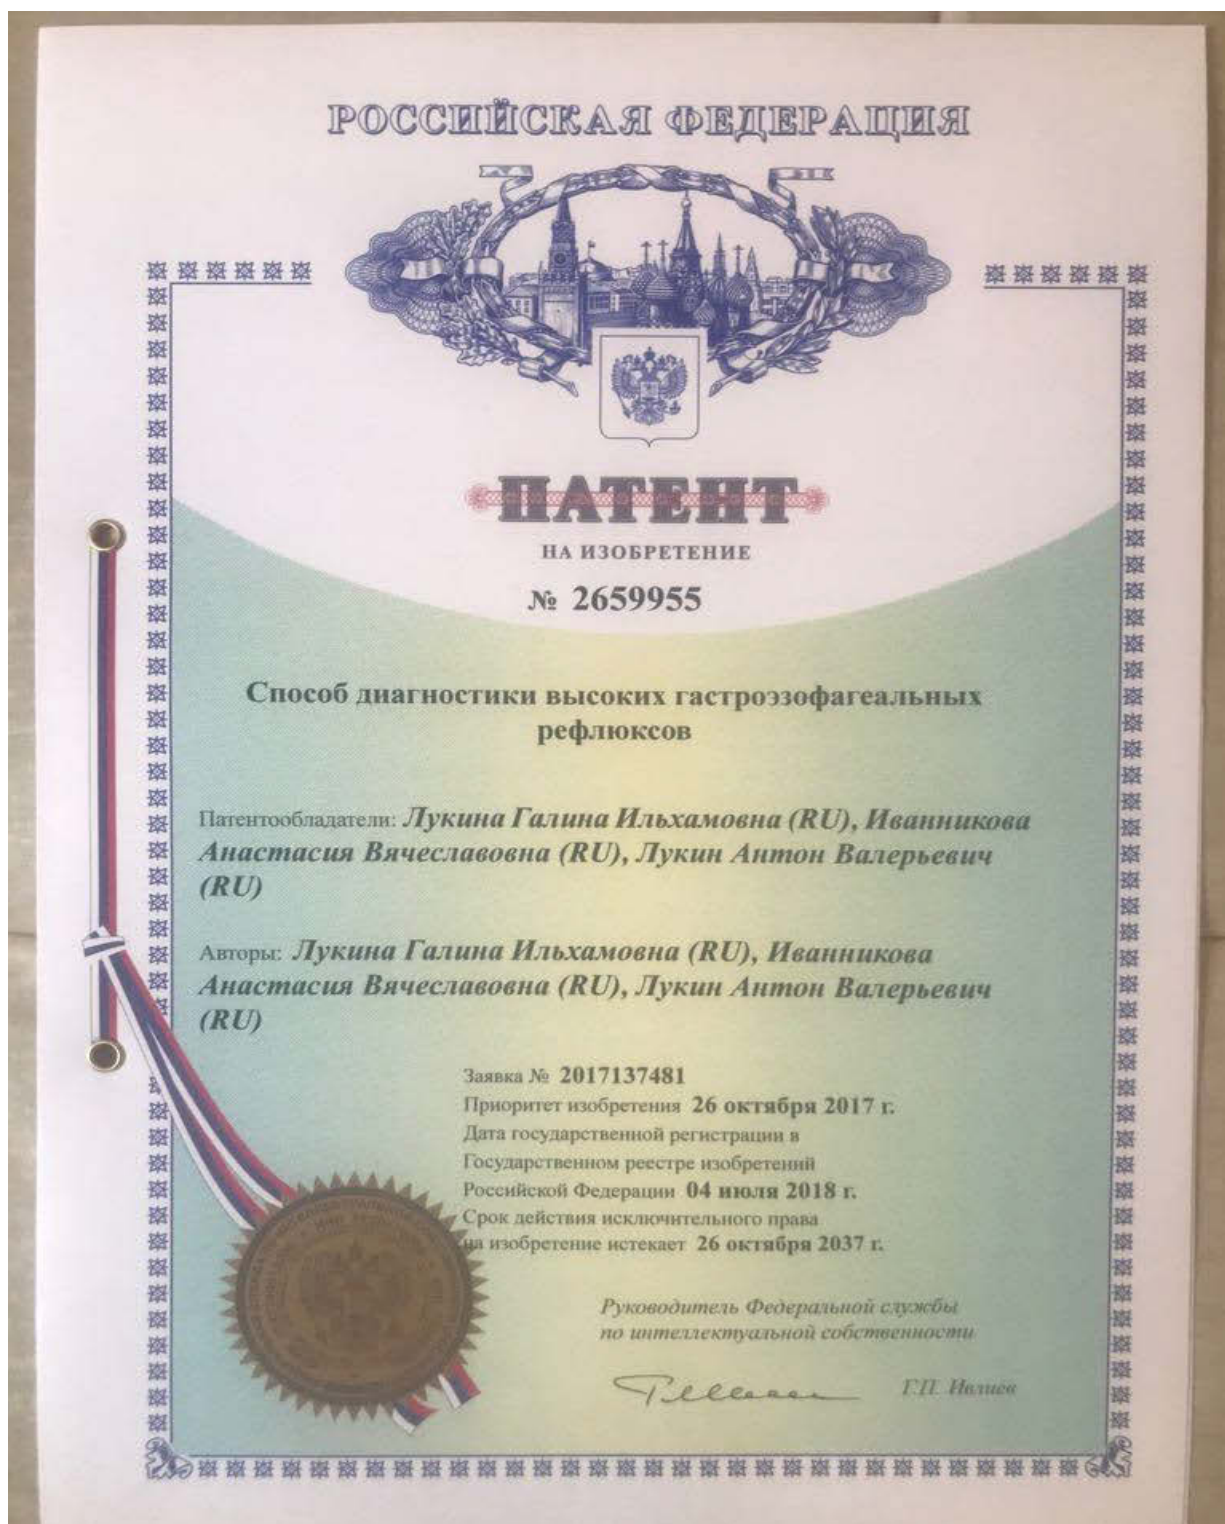 РОССИЙСКАЯ ФЕДЕРАЦИЯ
ПАТЕНТ
НА ИЗОБРЕТЕНИЕ
№ 2659955
Способ диагностики высоких гастроэзофагеальных
рефлюксов
Патентообладатели: Лукина Галина Ильхамовна (RU), Иванникова
Анастасия Вячеславовна (RU), Лукин Антон Валерьевич
(RU)
Авторы: Лукина Галина Ильхамовна (RU), Иванникова
Анастасия Вячеславовна (RU), Лукин Антон Валерьевич
(RU)
Заявка № 2017137481
Приоритет изобретения 26 октября 2017 г.
Дата государственной регистрации в
Государственном реестре изобретений
Российской Федерации 04 июля 2018 г.
Срок действия исключительного права
на изобретение истекает 26 октября 2037 г.
Руководитель Федеральной службы
по интеллектуальной собственности
Г.П. Ивлиев